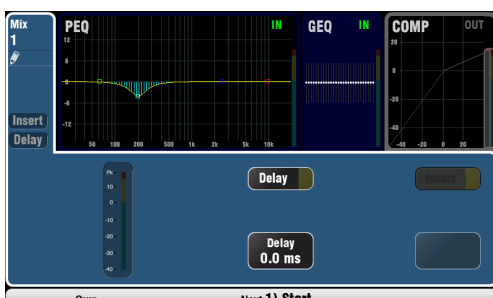 Mix
1
PEQ
IN
GEQ
IN
COMP
OUT
12
6
0
-6
-12
50 100 200 500 1k 2k 5k 10k
20
0
-20
-40
-40 -20 0 20
Insert
Delay
Pk
10
0
-10
-20
-30
-40
Delay
Insert
Delay
0.0 ms
Curr
Next 1) Start